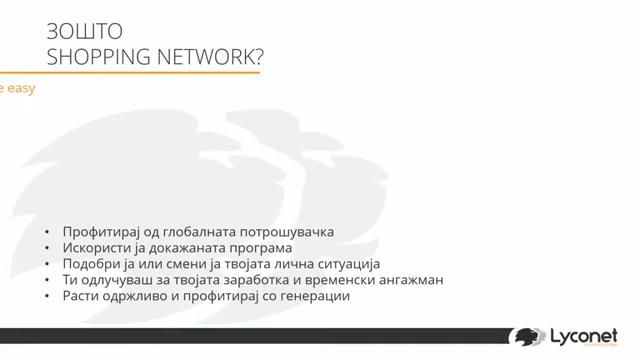 ЗОШТО
SHOPPING NETWORK?
e easy
• Профитирај од глобалната потрошувачка
• Искористи ја докажаната програма
• Подобри ја или смени ја твојата лична ситуација
• Ти одлучуваш за твојата заработка и временски ангажман
• Расти одржливо и профитирај со генерации
Lyconet